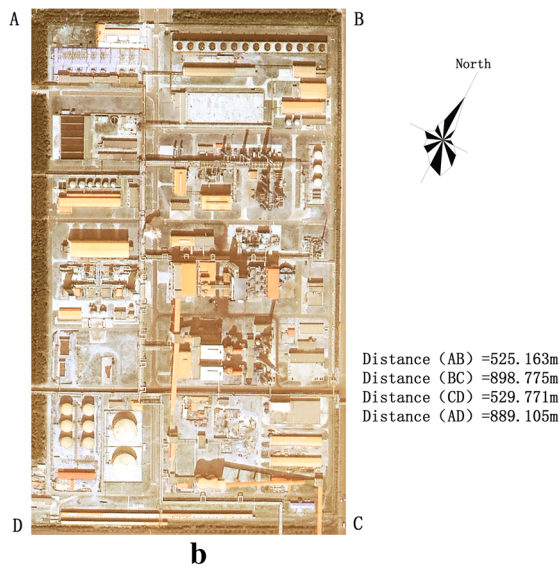 A
B
North
Distance（AB）=525.163m
Distance（BC）=898.775m
Distance（CD）=529.771m
Distance（AD）=889.105m
D
C
b